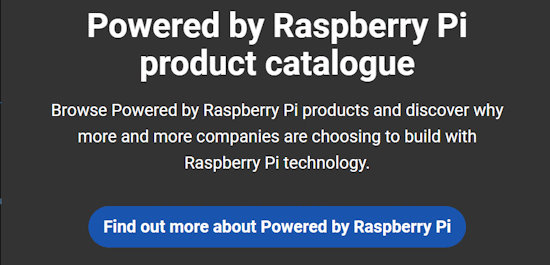 Powered by Raspberry Pi
product catalogue
Browse Powered by Raspberry Pi products and discover why
more and more companies are choosing to build with
Raspberry Pi technology.
Find out more about Powered by Raspberry Pi